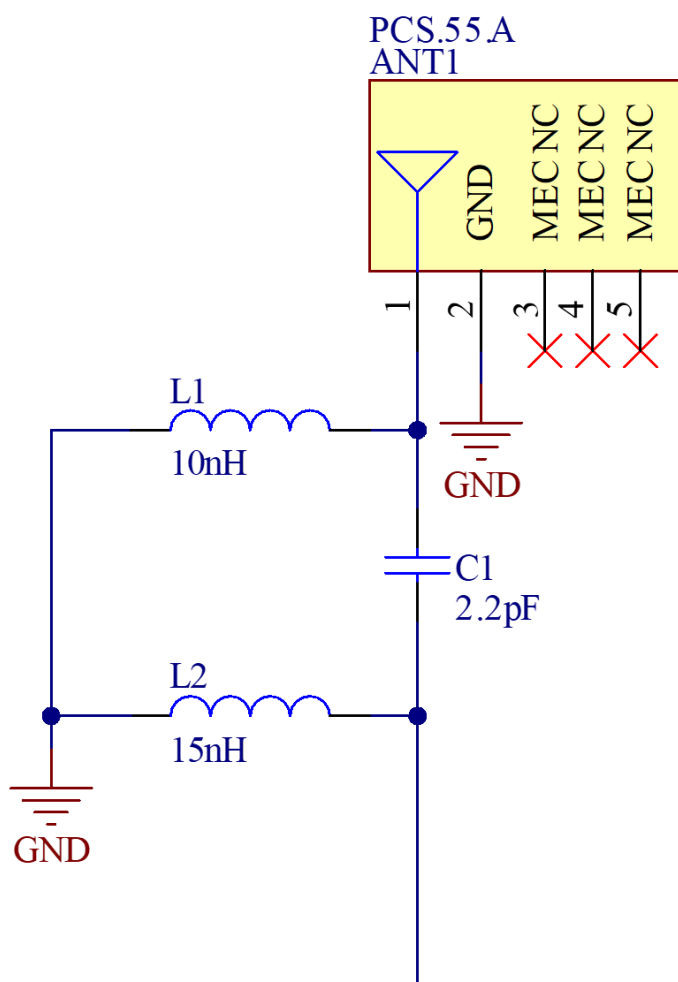 PCS.55.A
ANT1
GND
MEC NC
MEC NC
MEC NC
1
2
3
4
5
L1
10nH
GND
C1
2.2pF
L2
15nH
GND